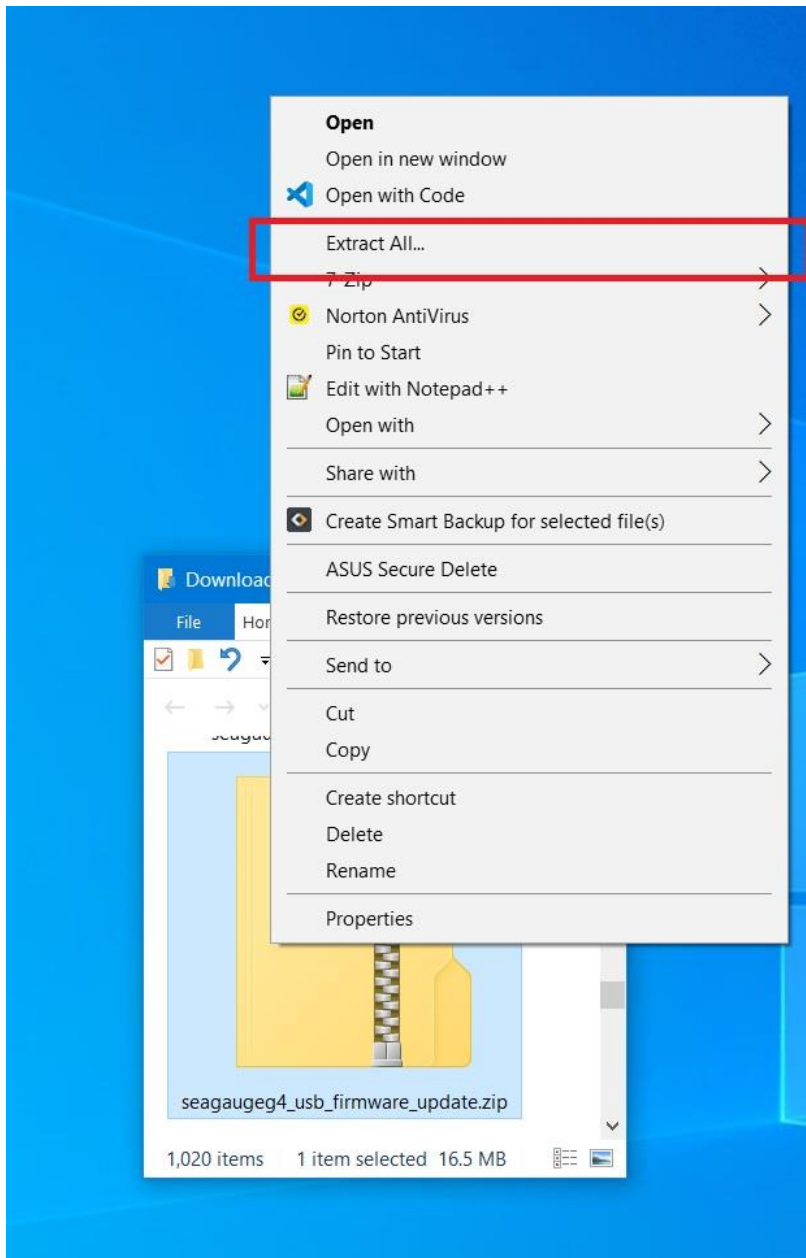 Open
Open in new window
Open with Code
Extract All...
7-Zip
Norton AntiVirus
Pin to Start
Edit with Notepad++
Open with
Share with
Create Smart Backup for selected file(s)
ASUS Secure Delete
Restore previous versions
Send to
Cut
Copy
Create shortcut
Delete
Rename
Properties
Download
File
seagaugeg4_usb_firmware_update.zip
1,020 items 1 item selected 16.5 MB